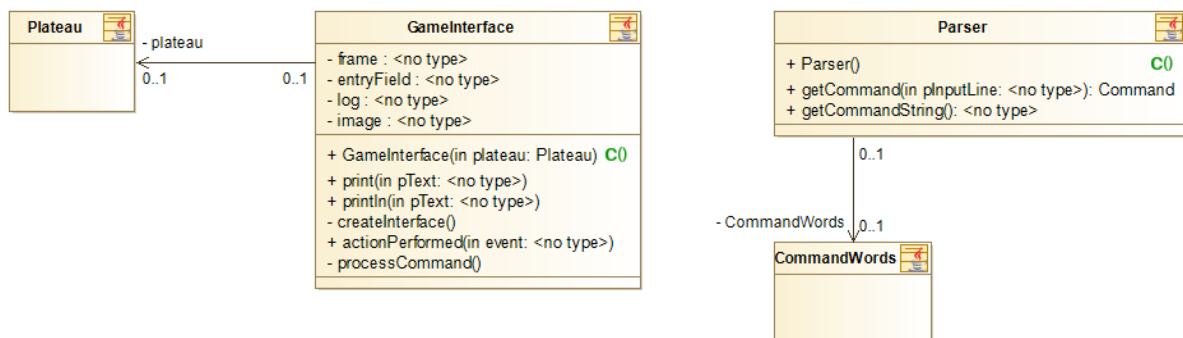 Plateau
- plateau
0..1
0..1
GameInterface
- frame : <no type>
- entryField : <no type>
- log : <no type>
- image : <no type>
+ GameInterface(in plateau: Plateau) C()
+ print(in pText: <no type>)
+ println(in pText: <no type>)
- createInterface()
+ actionPerformed(in event: <no type>)
- processCommand()
Parser
+ Parser() C()
+ getCommand(in pInputLine: <no type>): Command
+ getCommandString(): <no type>
0..1
- CommandWords
0..1
CommandWords